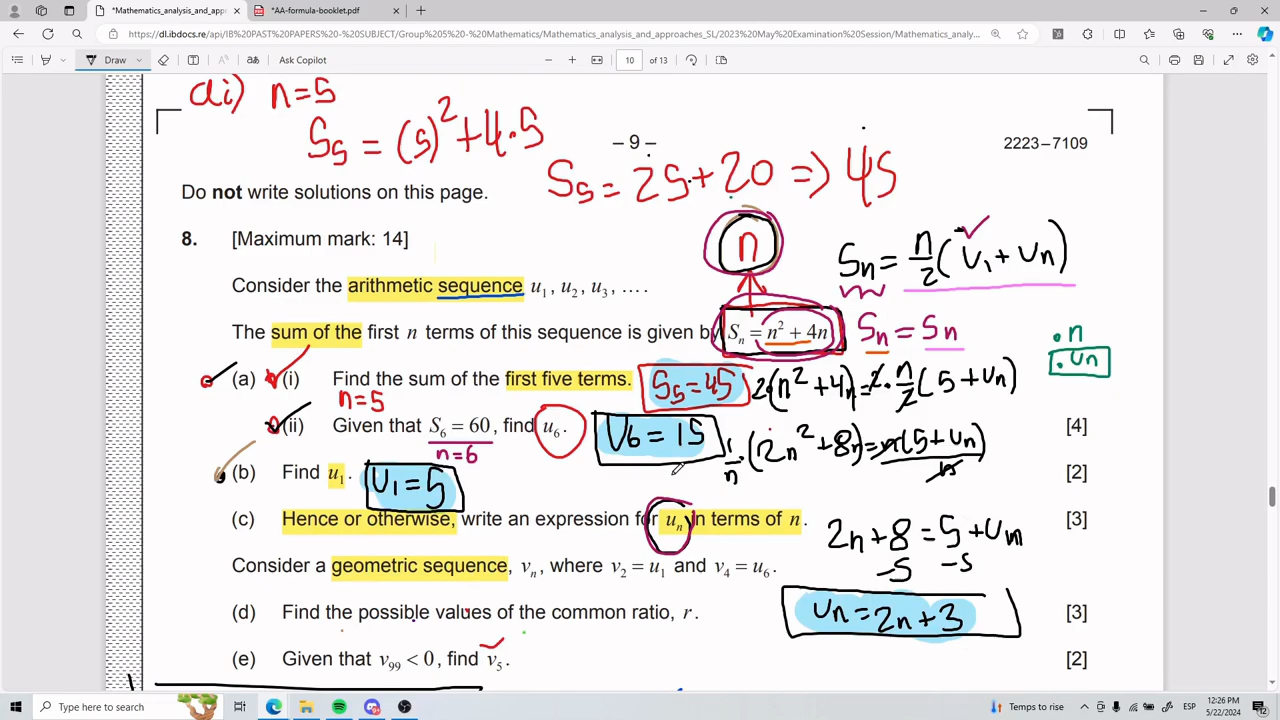 *Mathematics_analysis_and_appr
*AA-formula-booklet.pdf
https://dl.ibdocs.re/api/IB%20PAST%20PAPERS%20-%20SUBJECT/Group%205%20-%20Mathematics/Mathematics_analysis_and_approaches_SL/2023%20May%20Examination%20Session/Mathematics_analy...
Draw
Ask Copilot
10 of 13
ai) n=5
S₅ = (5)² + 4·5
– 9 –
2223-7109
S₅ = 25 + 20 => 45
Do not write solutions on this page.
8. [Maximum mark: 14]
n
Sn = n/2 (U₁ + Un)
Consider the arithmetic sequence u₁, u₂, u₃, ….
The sum of the first n terms of this sequence is given by Sₙ = n² + 4n
Sn = Sn
.n
.un
(a) (i) Find the sum of the first five terms. S₅ = 45
2(n² + 4n) = 2· n/2 (5 + Un)
n=5
(ii) Given that S₆ = 60, find u₆. U₆ = 15 [4]
n=6
1/n · (2n² + 8n) = n(5 + Un)/n
(b) Find u₁. U₁ = 5 [2]
(c) Hence or otherwise, write an expression for uₙ in terms of n. [3]
2n + 8 = 5 + Un
-5 -5
Consider a geometric sequence, vₙ, where v₂ = u₁ and v₄ = u₆.
Un = 2n + 3
(d) Find the possible values of the common ratio, r. [3]
(e) Given that v₉₉ < 0, find v₅. [2]
Type here to search
Temps to rise
ESP
12:26 PM
5/22/2024
12